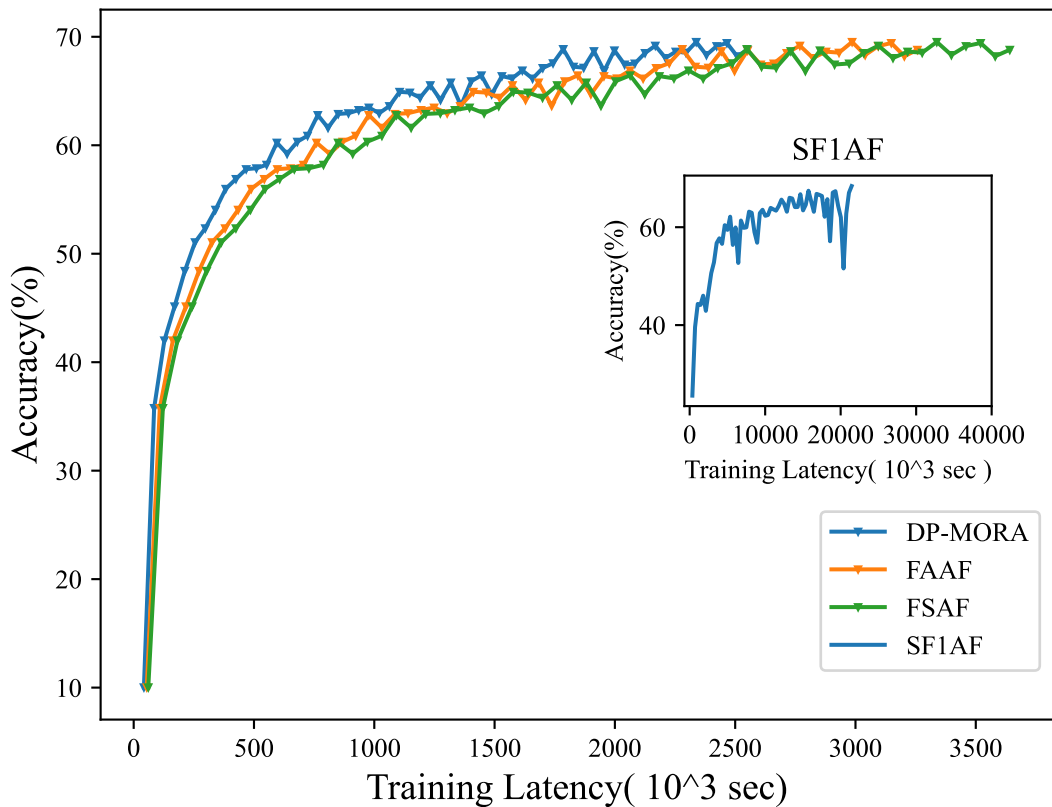 70
60
50
40
30
20
10
Accuracy(%)
0
500
1000
1500
2000
2500
3000
3500
Training Latency( 10^3 sec)
SF1AF
60
40
Accuracy(%)
0
10000
20000
30000
40000
Training Latency( 10^3 sec )
DP-MORA
FAAF
FSAF
SF1AF